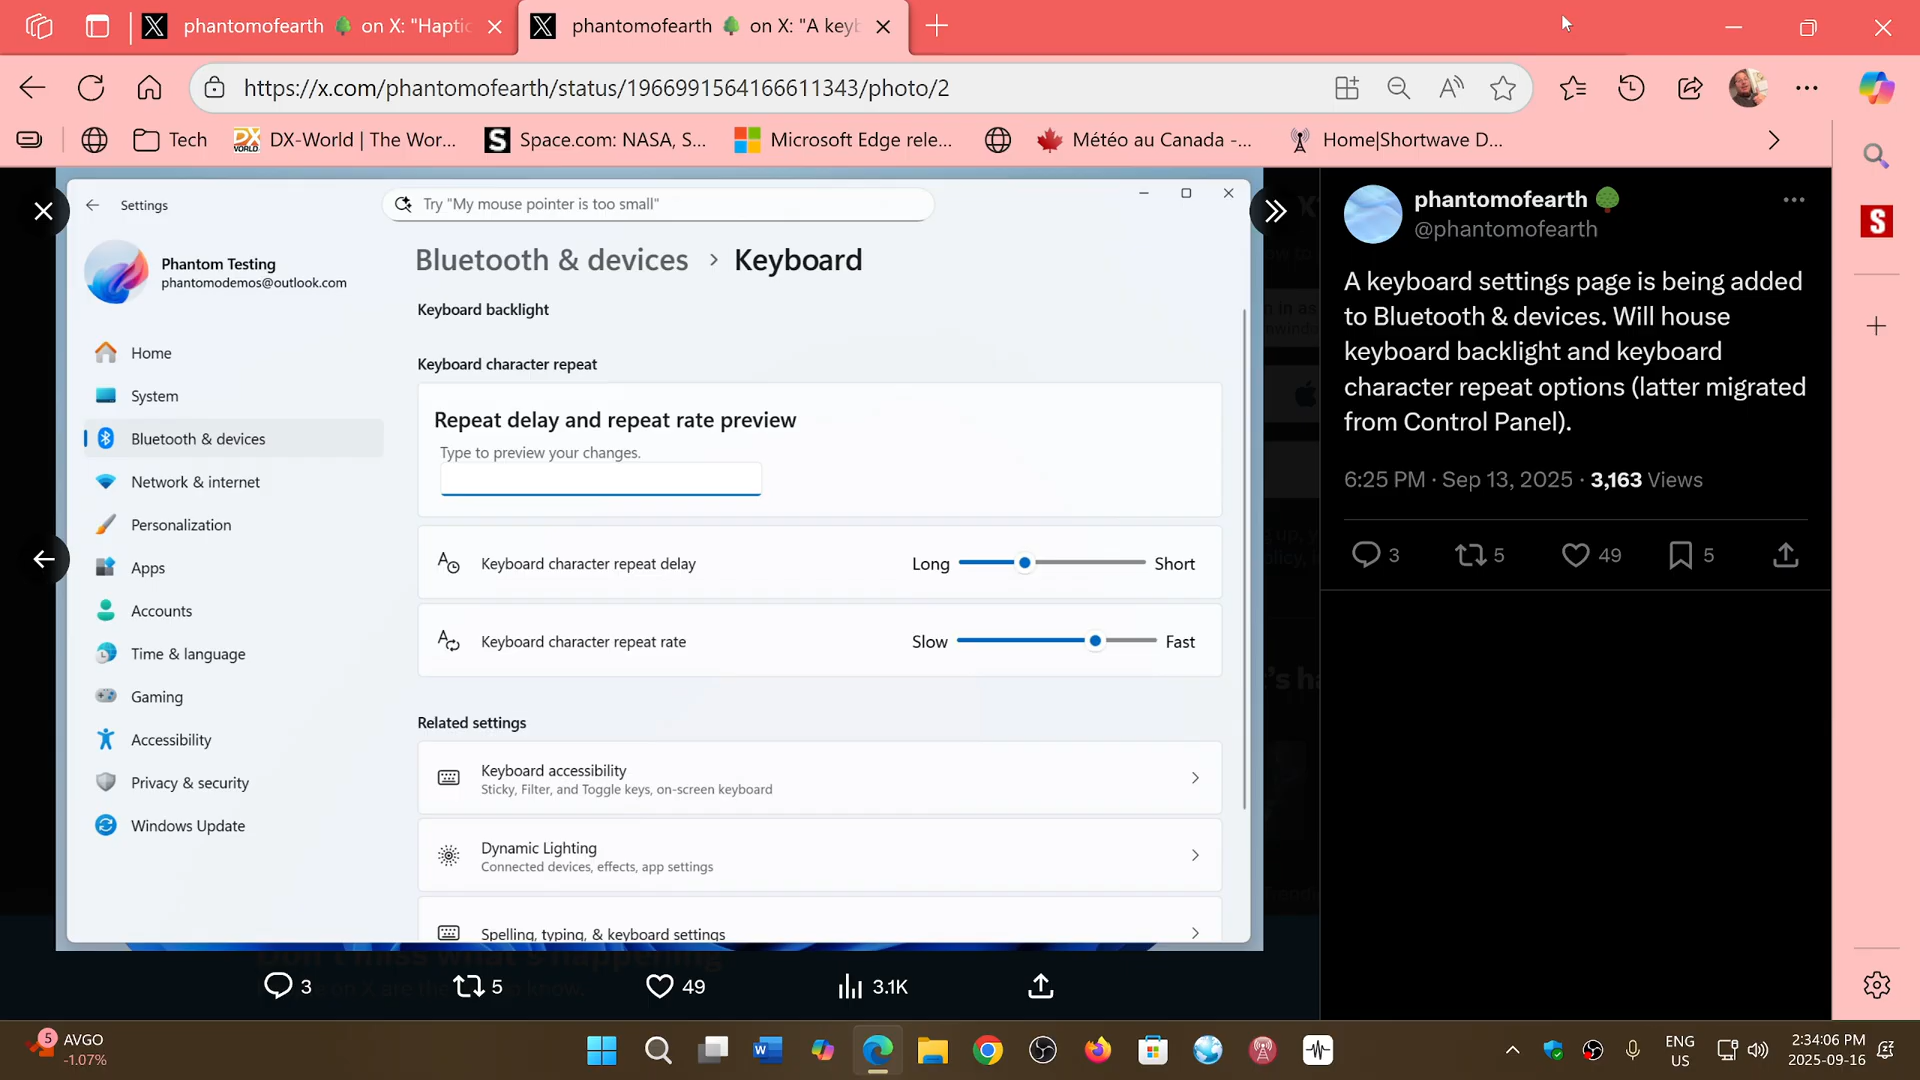 phantomofearth on X: "Haptic
phantomofearth on X: "A keyb
https://x.com/phantomofearth/status/1966991564166611343/photo/2
Tech
DX-World | The Wor...
Space.com: NASA, S...
Microsoft Edge rele...
Météo au Canada -...
Home|Shortwave D...
Settings
Try "My mouse pointer is too small"
Phantom Testing
phantomodemos@outlook.com
Home
System
Bluetooth & devices
Network & internet
Personalization
Apps
Accounts
Time & language
Gaming
Accessibility
Privacy & security
Windows Update
Bluetooth & devices > Keyboard
Keyboard backlight
Keyboard character repeat
Repeat delay and repeat rate preview
Type to preview your changes.
Keyboard character repeat delay
Long
Short
Keyboard character repeat rate
Slow
Fast
Related settings
Keyboard accessibility
Sticky, Filter, and Toggle keys, on-screen keyboard
Dynamic Lighting
Connected devices, effects, app settings
Spelling, typing, & keyboard settings
Don't miss what's happening
3
5
49
3.1K
phantomofearth
@phantomofearth
A keyboard settings page is being added
to Bluetooth & devices. Will house
keyboard backlight and keyboard
character repeat options (latter migrated
from Control Panel).
6:25 PM · Sep 13, 2025 · 3,163 Views
3
5
49
5
5
AVGO
-1.07%
ENG
US
2:34:06 PM
2025-09-16